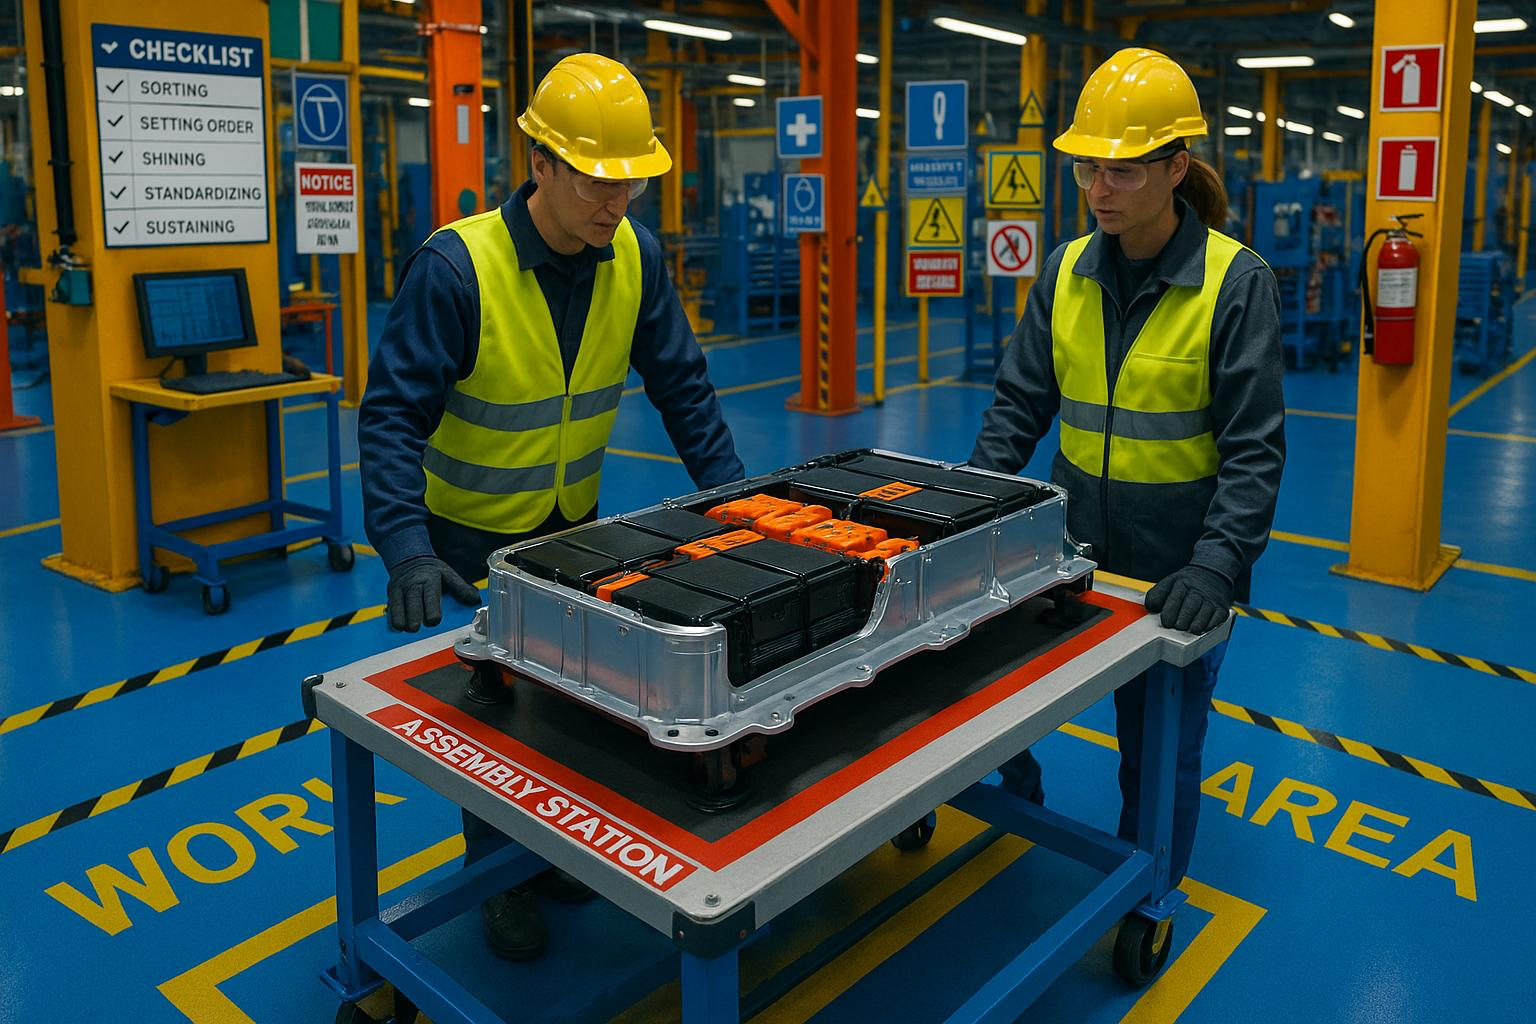 CHECKLIST
SORTING
SETTING ORDER
SHINING
STANDARDIZING
SUSTAINING
NOTICE
ASSEMBLY STATION
WORK
AREA